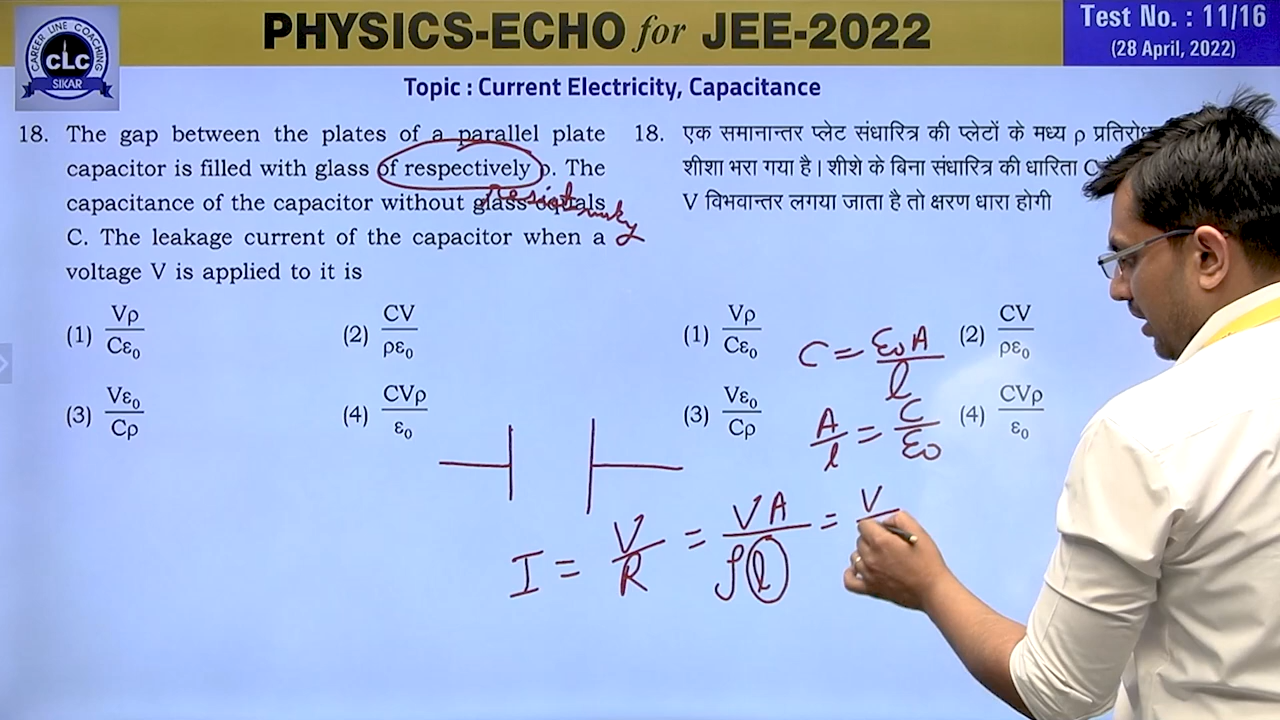 CAREER LINE COACHING
CLC
SIKAR
PHYSICS-ECHO for JEE-2022
Test No. : 11/16
(28 April, 2022)
Topic : Current Electricity, Capacitance
18. The gap between the plates of a parallel plate
capacitor is filled with glass of respectively ρ. The
capacitance of the capacitor without glass equals
C. The leakage current of the capacitor when a
voltage V is applied to it is
(1) Vρ/Cε₀ (2) CV/ρε₀
(3) Vε₀/Cρ (4) CVρ/ε₀
18. एक समानान्तर प्लेट संधारित्र की प्लेटों के मध्य ρ
शीशा भरा गया है। शीशे के बिना संधारित्र की धारिता C
V विभवान्तर लगया जाता है तो क्षरण धारा होगी
(1) Vρ/Cε₀ (2) CV/ρε₀
(3) Vε₀/Cρ (4) CVρ/ε₀
C = ε₀A/l
A/l = C/ε₀
I = V/R = VA/ρl = V